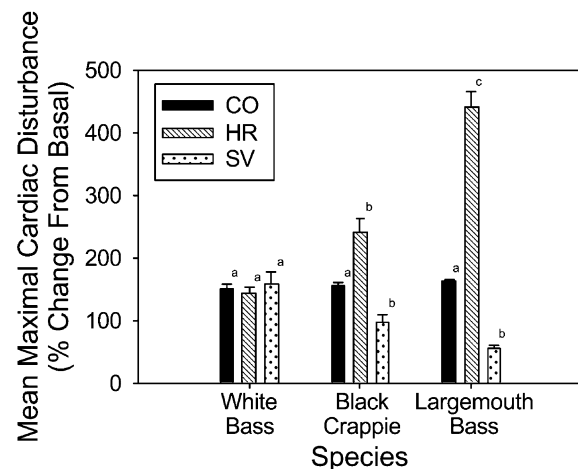 Mean Maximal Cardiac Disturbance
(% Change From Basal)
500
400
300
200
100
0
CO
HR
SV
a
a
a
a
b
b
a
c
b
White
Bass
Black
Crappie
Largemouth
Bass
Species